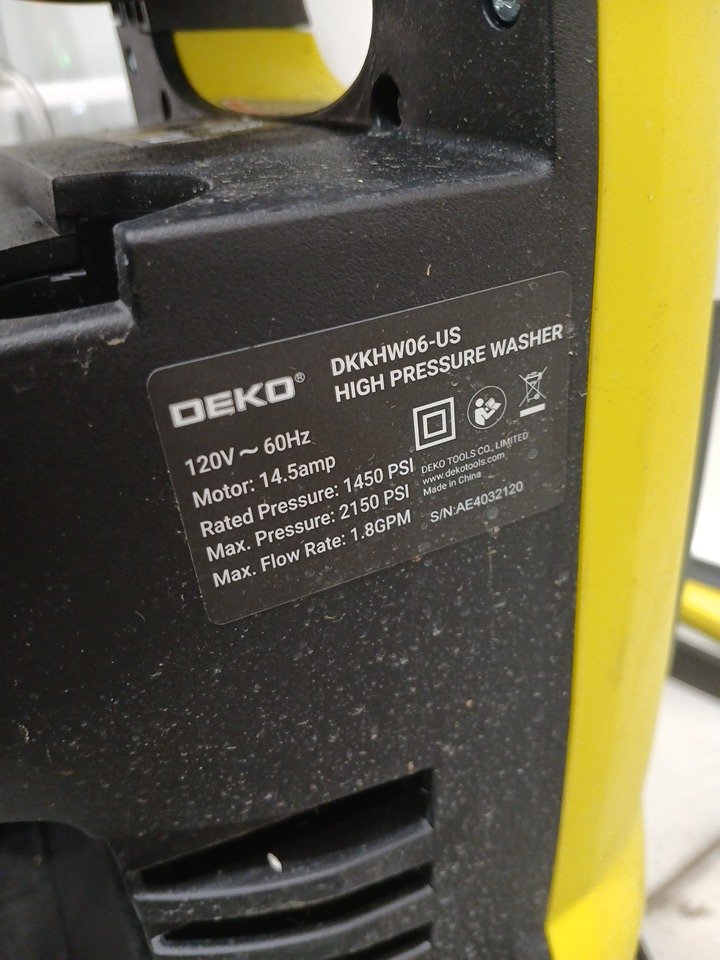 DEKO®
DKKHW06-US
HIGH PRESSURE WASHER
120V ~ 60Hz
Motor: 14.5amp
Rated Pressure: 1450 PSI
Max. Pressure: 2150 PSI
Max. Flow Rate: 1.8GPM
DEKO TOOLS CO., LIMITED
www.dekotools.com
Made in China
S/N:AE4032120